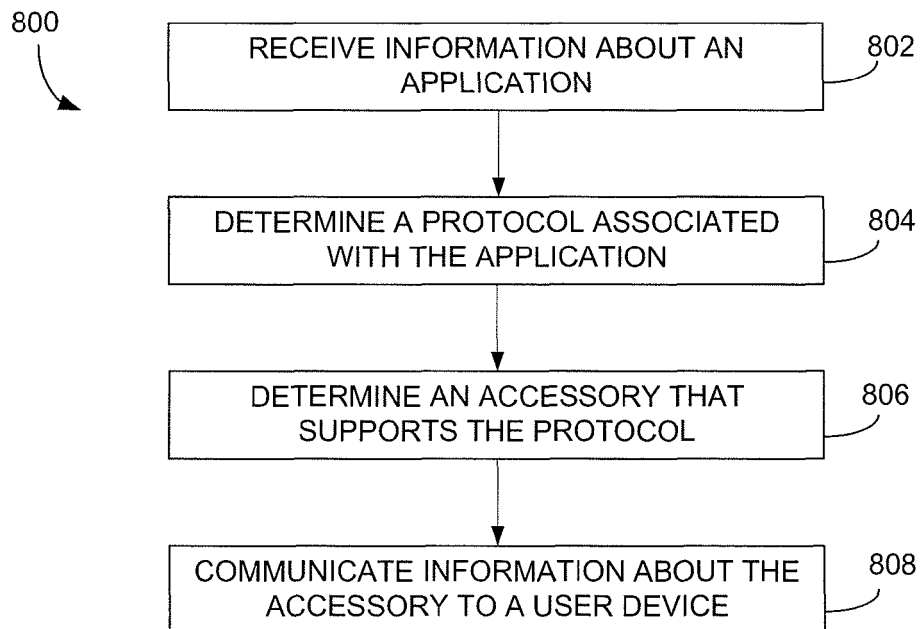 800
RECEIVE INFORMATION ABOUT AN
APPLICATION
802
DETERMINE A PROTOCOL ASSOCIATED
WITH THE APPLICATION
804
DETERMINE AN ACCESSORY THAT
SUPPORTS THE PROTOCOL
806
COMMUNICATE INFORMATION ABOUT THE
ACCESSORY TO A USER DEVICE
808